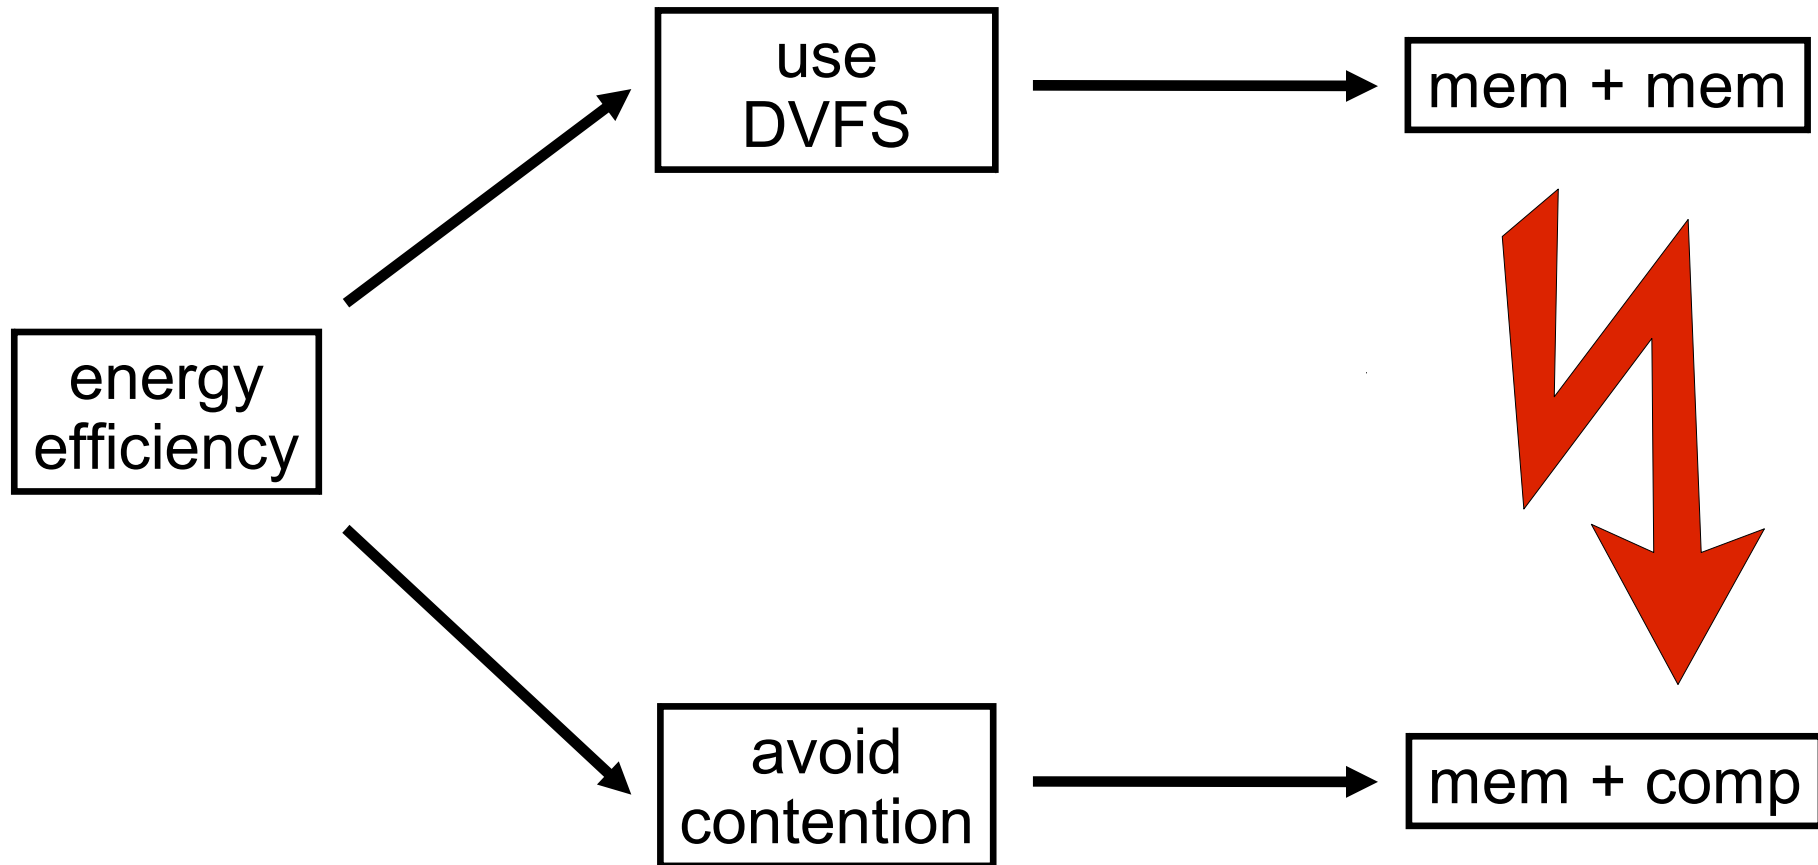 use
DVFS
mem + mem
energy
efficiency
avoid
contention
mem + comp